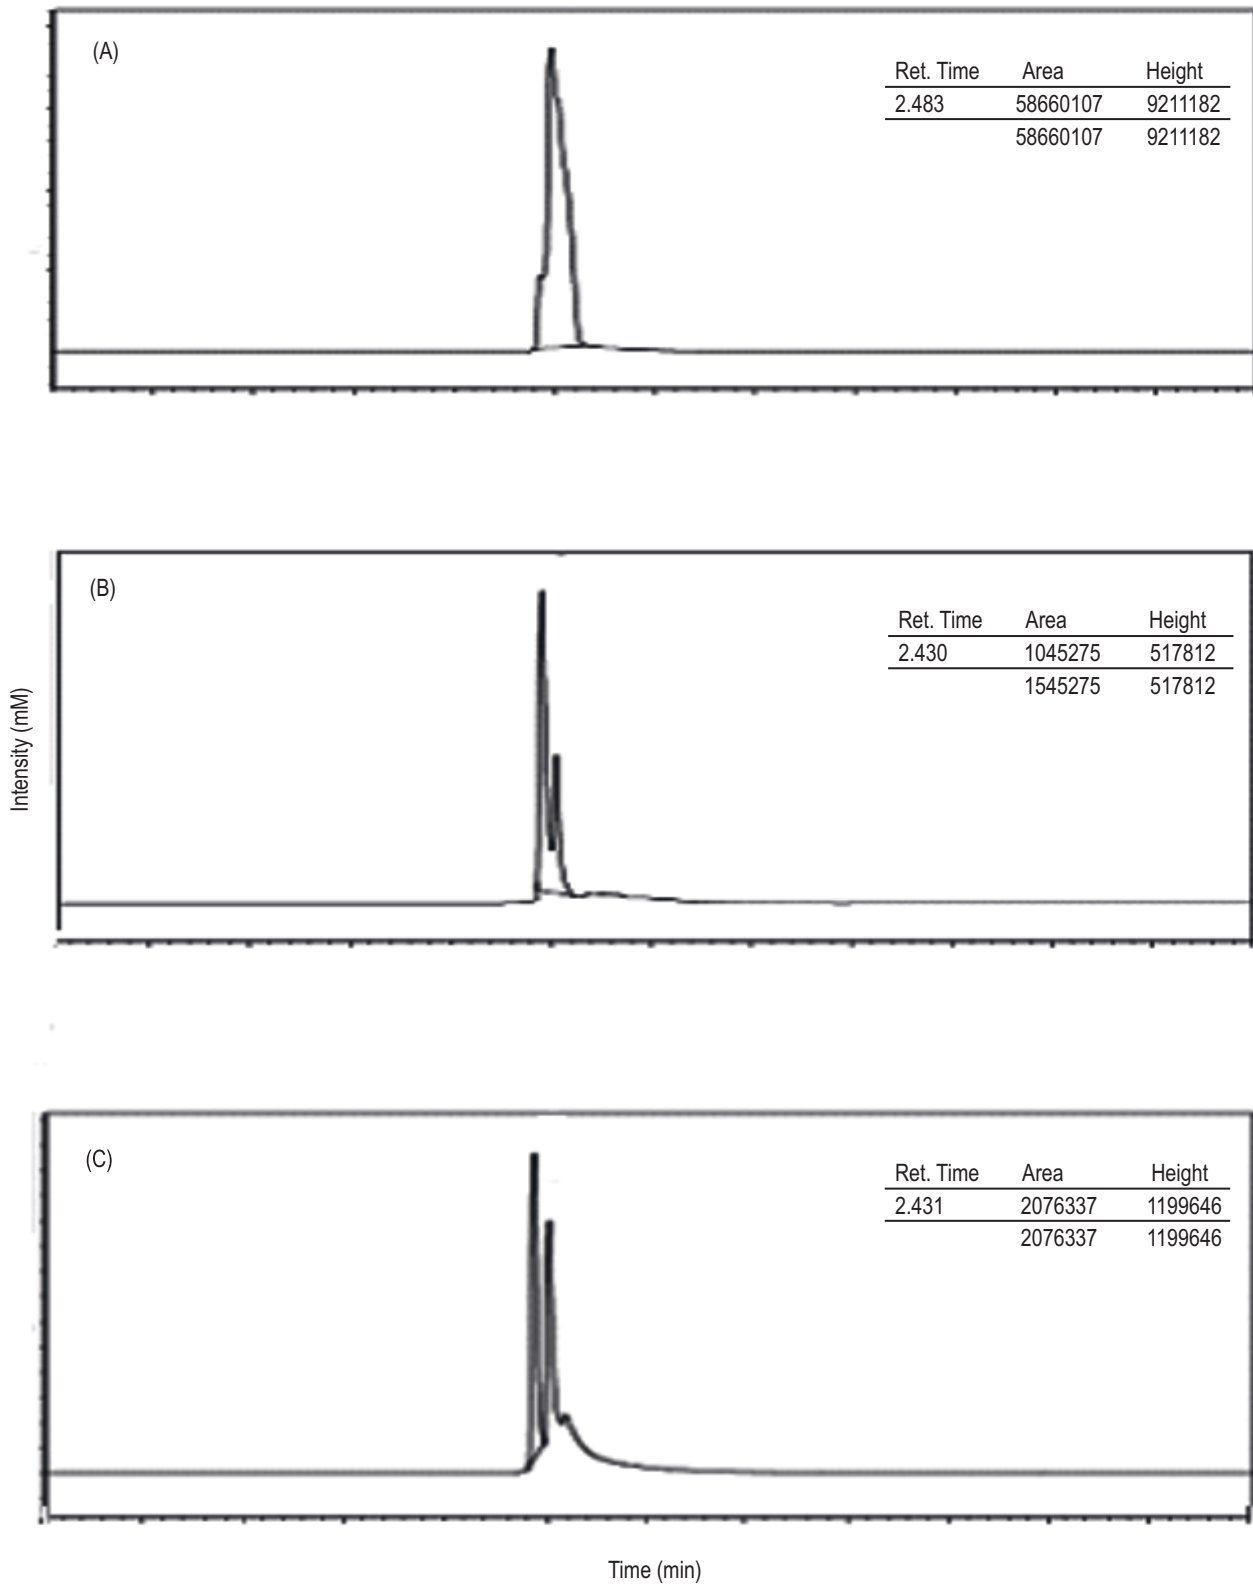 (A)
Ret. Time Area Height
2.483 58660107 9211182
58660107 9211182
(B)
Ret. Time Area Height
2.430 1045275 517812
1545275 517812
Intensity (mM)
(C)
Ret. Time Area Height
2.431 2076337 1199646
2076337 1199646
Time (min)